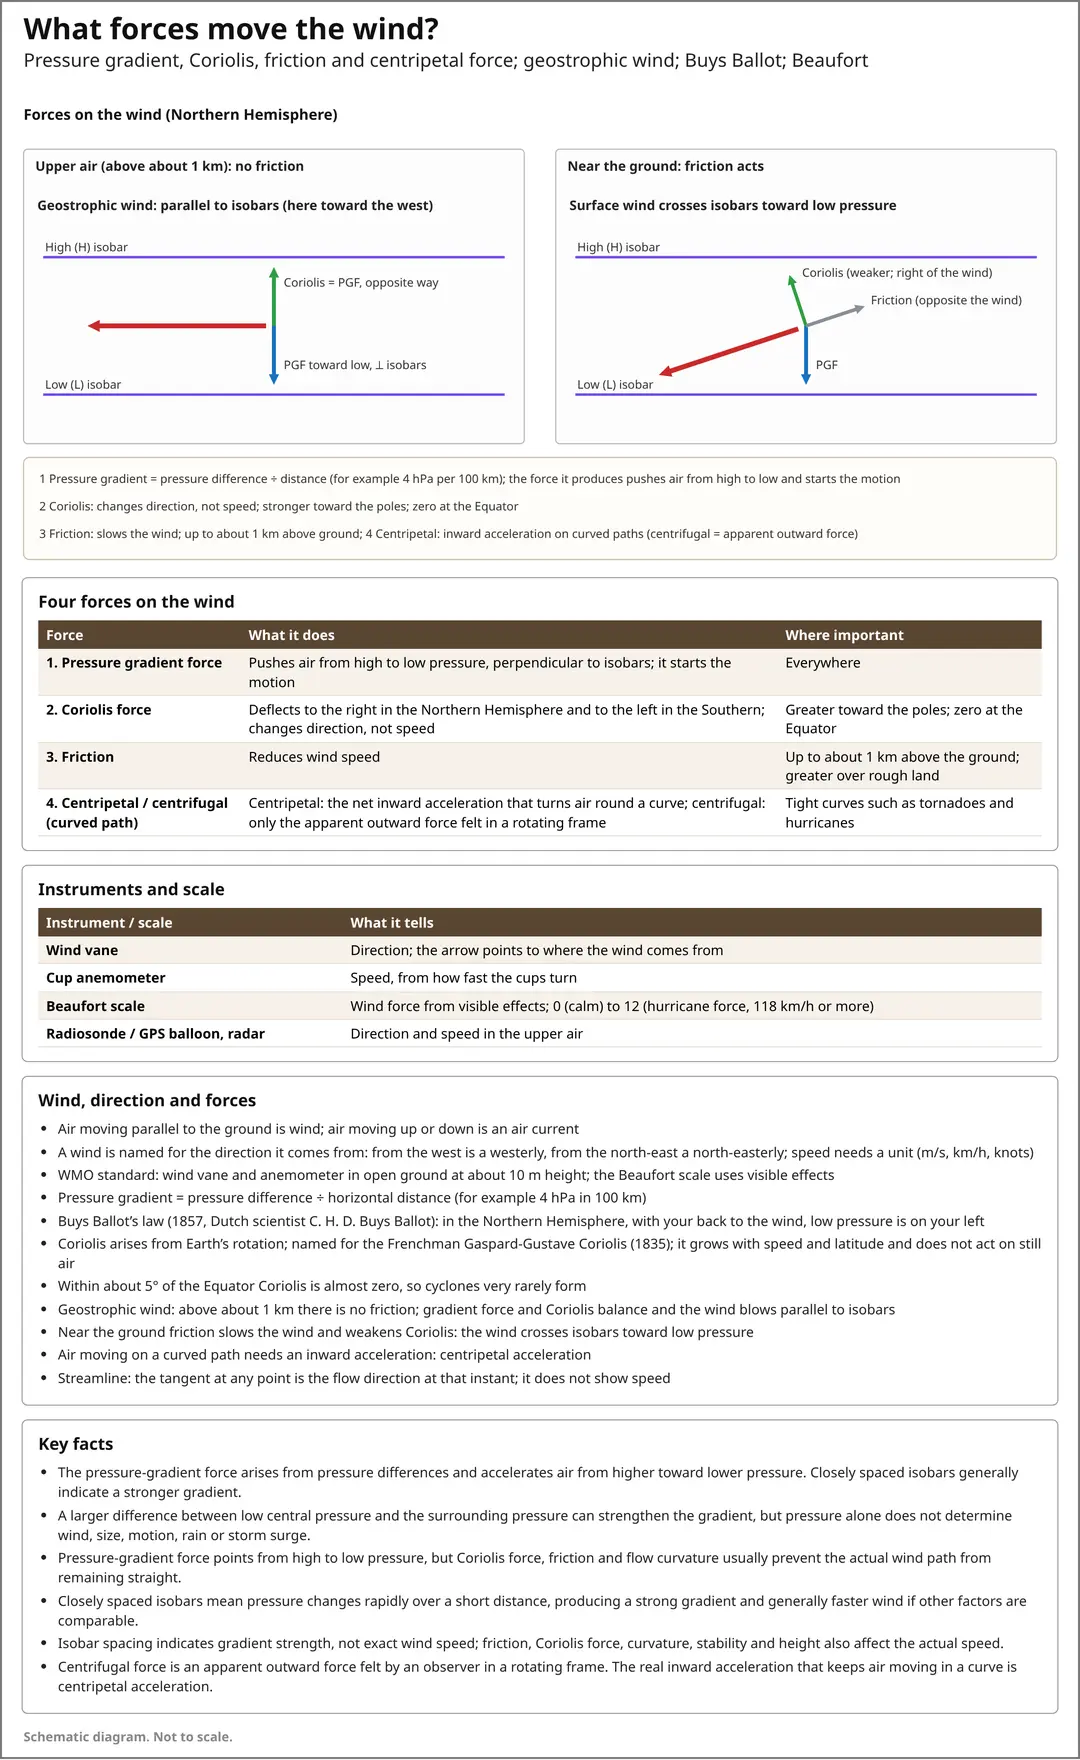 What forces move the wind?
Pressure gradient, Coriolis, friction and centripetal force; geostrophic wind; Buys Ballot; Beaufort
Forces on the wind (Northern Hemisphere)
Upper air (above about 1 km): no friction
Geostrophic wind: parallel to isobars (here toward the west)
High (H) isobar
Coriolis = PGF, opposite way
PGF toward low, ⊥ isobars
Low (L) isobar
Near the ground: friction acts
Surface wind crosses isobars toward low pressure
High (H) isobar
Coriolis (weaker; right of the wind)
Friction (opposite the wind)
PGF
Low (L) isobar
1 Pressure gradient = pressure difference ÷ distance (for example 4 hPa per 100 km); the force it produces pushes air from high to low and starts the motion
2 Coriolis: changes direction, not speed; stronger toward the poles; zero at the Equator
3 Friction: slows the wind; up to about 1 km above ground; 4 Centripetal: inward acceleration on curved paths (centrifugal = apparent outward force)
Four forces on the wind
Force What it does Where important
1. Pressure gradient force Pushes air from high to low pressure, perpendicular to isobars; it starts the Everywhere
motion
2. Coriolis force Deflects to the right in the Northern Hemisphere and to the left in the Southern; Greater toward the poles; zero at the
changes direction, not speed Equator
3. Friction Reduces wind speed Up to about 1 km above the ground;
greater over rough land
4. Centripetal / centrifugal Centripetal: the net inward acceleration that turns air round a curve; centrifugal: Tight curves such as tornadoes and
(curved path) only the apparent outward force felt in a rotating frame hurricanes
Instruments and scale
Instrument / scale What it tells
Wind vane Direction; the arrow points to where the wind comes from
Cup anemometer Speed, from how fast the cups turn
Beaufort scale Wind force from visible effects; 0 (calm) to 12 (hurricane force, 118 km/h or more)
Radiosonde / GPS balloon, radar Direction and speed in the upper air
Wind, direction and forces
• Air moving parallel to the ground is wind; air moving up or down is an air current
• A wind is named for the direction it comes from: from the west is a westerly, from the north-east a north-easterly; speed needs a unit (m/s, km/h, knots)
• WMO standard: wind vane and anemometer in open ground at about 10 m height; the Beaufort scale uses visible effects
• Pressure gradient = pressure difference ÷ horizontal distance (for example 4 hPa in 100 km)
• Buys Ballot’s law (1857, Dutch scientist C. H. D. Buys Ballot): in the Northern Hemisphere, with your back to the wind, low pressure is on your left
• Coriolis arises from Earth’s rotation; named for the Frenchman Gaspard-Gustave Coriolis (1835); it grows with speed and latitude and does not act on still
air
• Within about 5° of the Equator Coriolis is almost zero, so cyclones very rarely form
• Geostrophic wind: above about 1 km there is no friction; gradient force and Coriolis balance and the wind blows parallel to isobars
• Near the ground friction slows the wind and weakens Coriolis: the wind crosses isobars toward low pressure
• Air moving on a curved path needs an inward acceleration: centripetal acceleration
• Streamline: the tangent at any point is the flow direction at that instant; it does not show speed
Key facts
• The pressure-gradient force arises from pressure differences and accelerates air from higher toward lower pressure. Closely spaced isobars generally
indicate a stronger gradient.
• A larger difference between low central pressure and the surrounding pressure can strengthen the gradient, but pressure alone does not determine
wind, size, motion, rain or storm surge.
• Pressure-gradient force points from high to low pressure, but Coriolis force, friction and flow curvature usually prevent the actual wind path from
remaining straight.
• Closely spaced isobars mean pressure changes rapidly over a short distance, producing a strong gradient and generally faster wind if other factors are
comparable.
• Isobar spacing indicates gradient strength, not exact wind speed; friction, Coriolis force, curvature, stability and height also affect the actual speed.
• Centrifugal force is an apparent outward force felt by an observer in a rotating frame. The real inward acceleration that keeps air moving in a curve is
centripetal acceleration.
Schematic diagram. Not to scale.